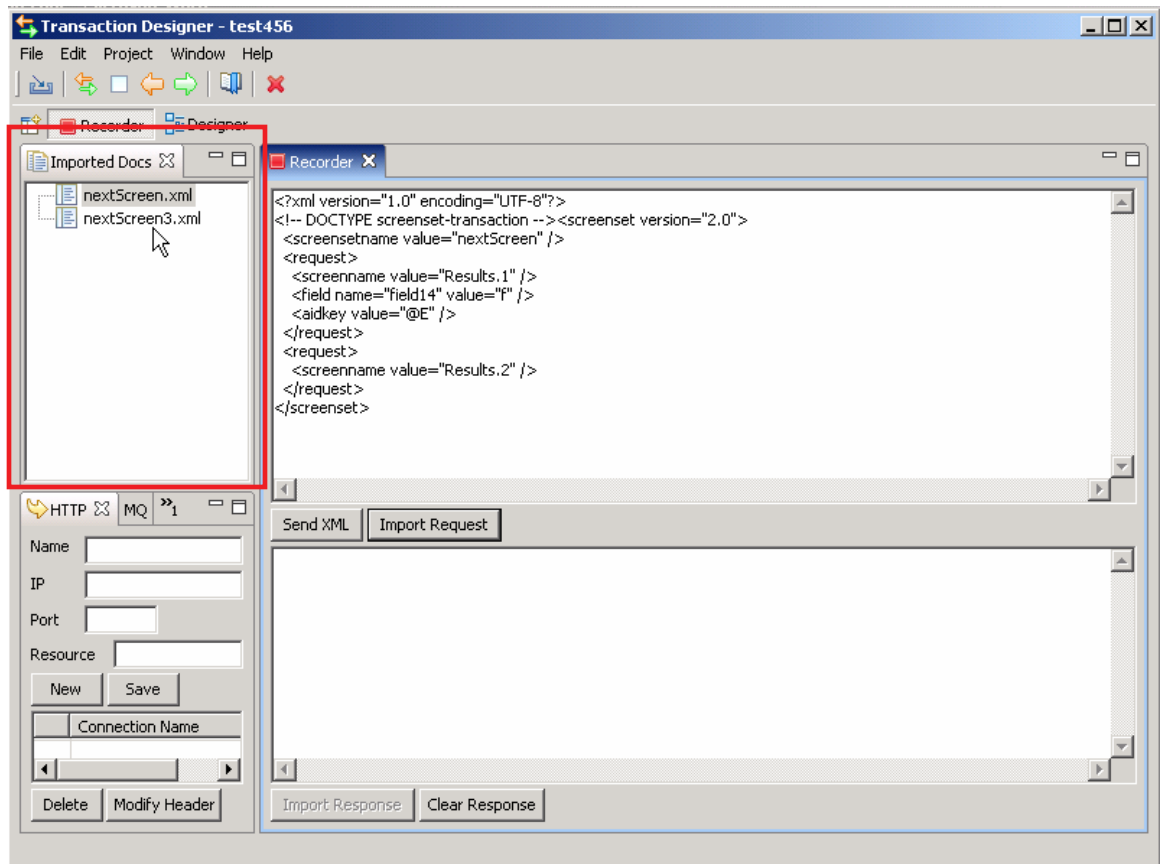 Transaction Designer - test456
File Edit Project Window Help
Recorder Designer
Imported Docs
nextScreen.xml
nextScreen3.xml
Recorder
<?xml version="1.0" encoding="UTF-8"?>
<!-- DOCTYPE screenset-transaction --><screenset version="2.0">
<screensetname value="nextScreen" />
<request>
<screenname value="Results.1" />
<field name="field14" value="f" />
<aidkey value="@E" />
</request>
<request>
<screenname value="Results.2" />
</request>
</screenset>
Send XML Import Request
HTTP MQ »1
Name
IP
Port
Resource
New Save
Connection Name
Delete Modify Header
Import Response Clear Response